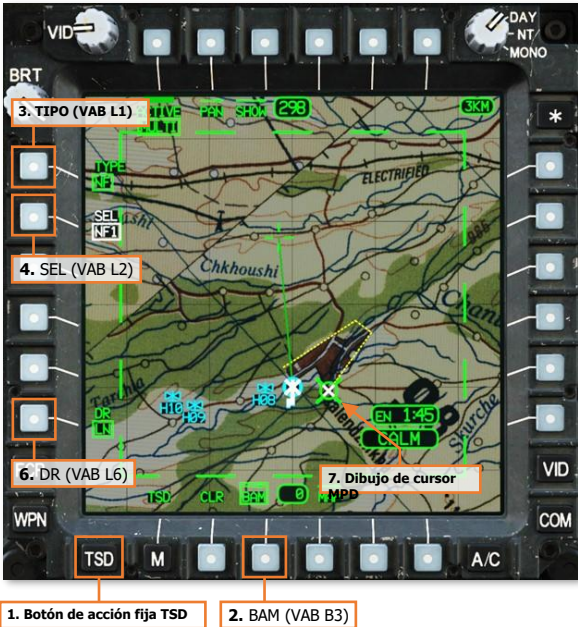 VID
DAY
NT
MONO
BRT
3. TIPO (VAB L1)
PAN
SHOW
298
3KM
MULTI
*
TYPE
NF
ELECTRIFIED
SEL
NF1
4. SEL (VAB L2)
Chkhoushi
H10
H09
H08
DR
LN
EN 1:45
CALM
6. DR (VAB L6)
7. Dibujo de cursor
MPD
VID
TSD
CLR
BAM
0
WPN
COM
TSD
M
A/C
1. Botón de acción fija TSD
2. BAM (VAB B3)